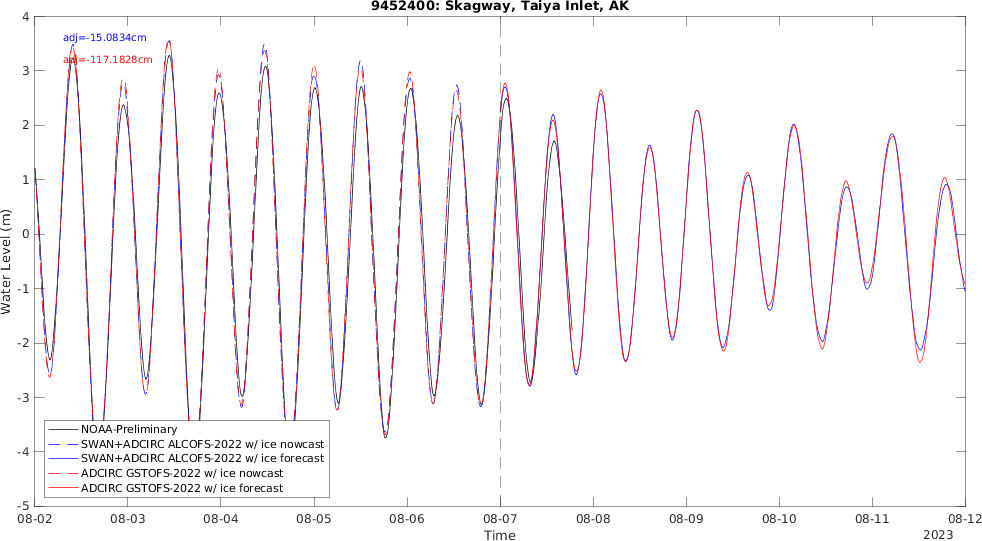 9452400: Skagway, Taiya Inlet, AK
adj=-15.0834cm
adj=-117.1828cm
4
3
2
1
0
-1
-2
-3
-4
-5
Water Level (m)
NOAA-Preliminary
SWAN+ADCIRC ALCOFS-2022 w/ ice nowcast
SWAN+ADCIRC ALCOFS-2022 w/ ice forecast
ADCIRC GSTOFS-2022 w/ ice nowcast
ADCIRC GSTOFS-2022 w/ ice forecast
08-02 08-03 08-04 08-05 08-06 08-07 08-08 08-09 08-10 08-11 08-12
Time
2023